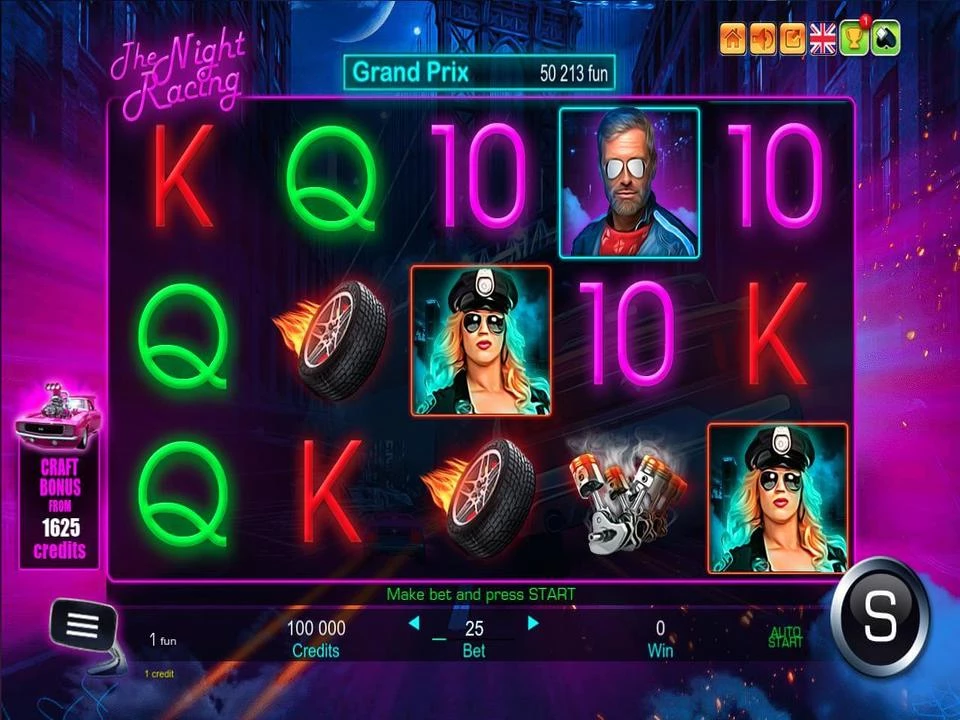 The Night
Racing
Grand Prix 50 213 fun
1
K Q 10 10
Q 10 K
Q K
CRAFT
BONUS
FROM
1625
credits
Make bet and press START
1 fun
1 credit
100 000
Credits
25
Bet
0
Win
AUTO
START
S